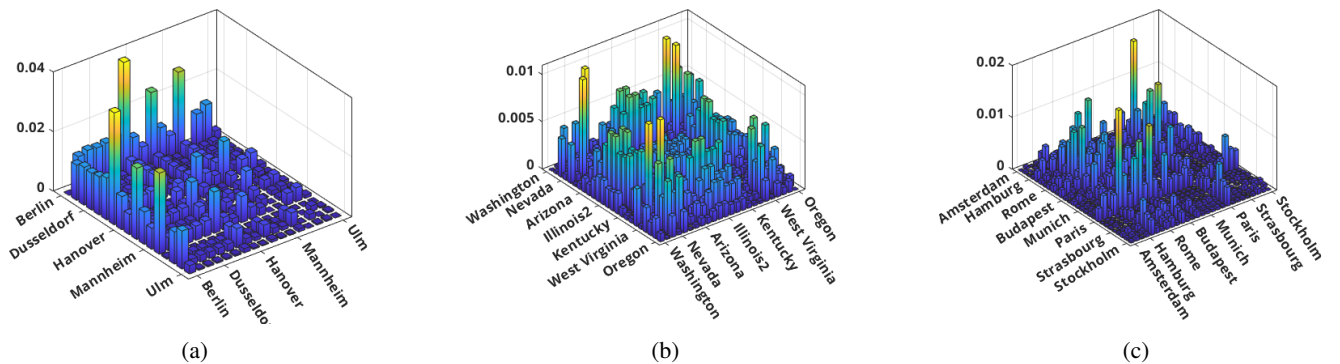 0.04
0.02
0
Berlin
Dusseldorf
Hanover
Mannheim
Ulm
Berlin
Dusseldo
Hanover
Mannheim
Ulm
(a)
0.01
0.005
0
Washington
Nevada
Arizona
Illinois2
Kentucky
West Virginia
Oregon
Washington
Nevada
Arizona
Illinois2
Kentucky
West Virginia
Oregon
(b)
0.02
0.01
0
Amsterdam
Hamburg
Rome
Budapest
Munich
Paris
Strasbourg
Stockholm
Amsterdam
Hamburg
Rome
Budapest
Munich
Paris
Strasbourg
Stockholm
(c)